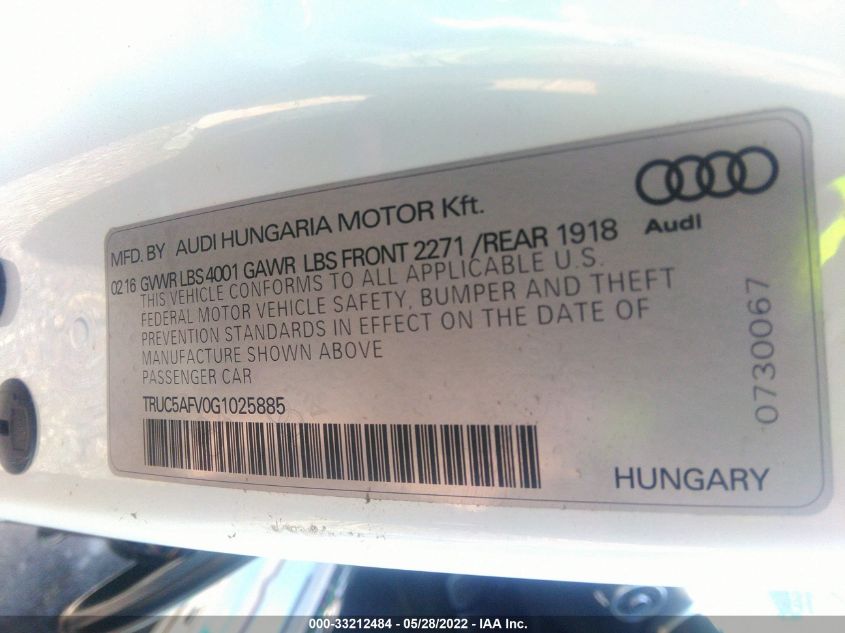 Audi
MFD. BY AUDI HUNGARIA MOTOR Kft.
02 16 GVWR LBS 4001 GAWR LBS FRONT 2271 /REAR 1918
THIS VEHICLE CONFORMS TO ALL APPLICABLE U.S.
FEDERAL MOTOR VEHICLE SAFETY, BUMPER AND THEFT
PREVENTION STANDARDS IN EFFECT ON THE DATE OF
MANUFACTURE SHOWN ABOVE
PASSENGER CAR
TRUC5AFV0G1025885
0730067
HUNGARY
000-33212484 - 05/28/2022 - IAA Inc.